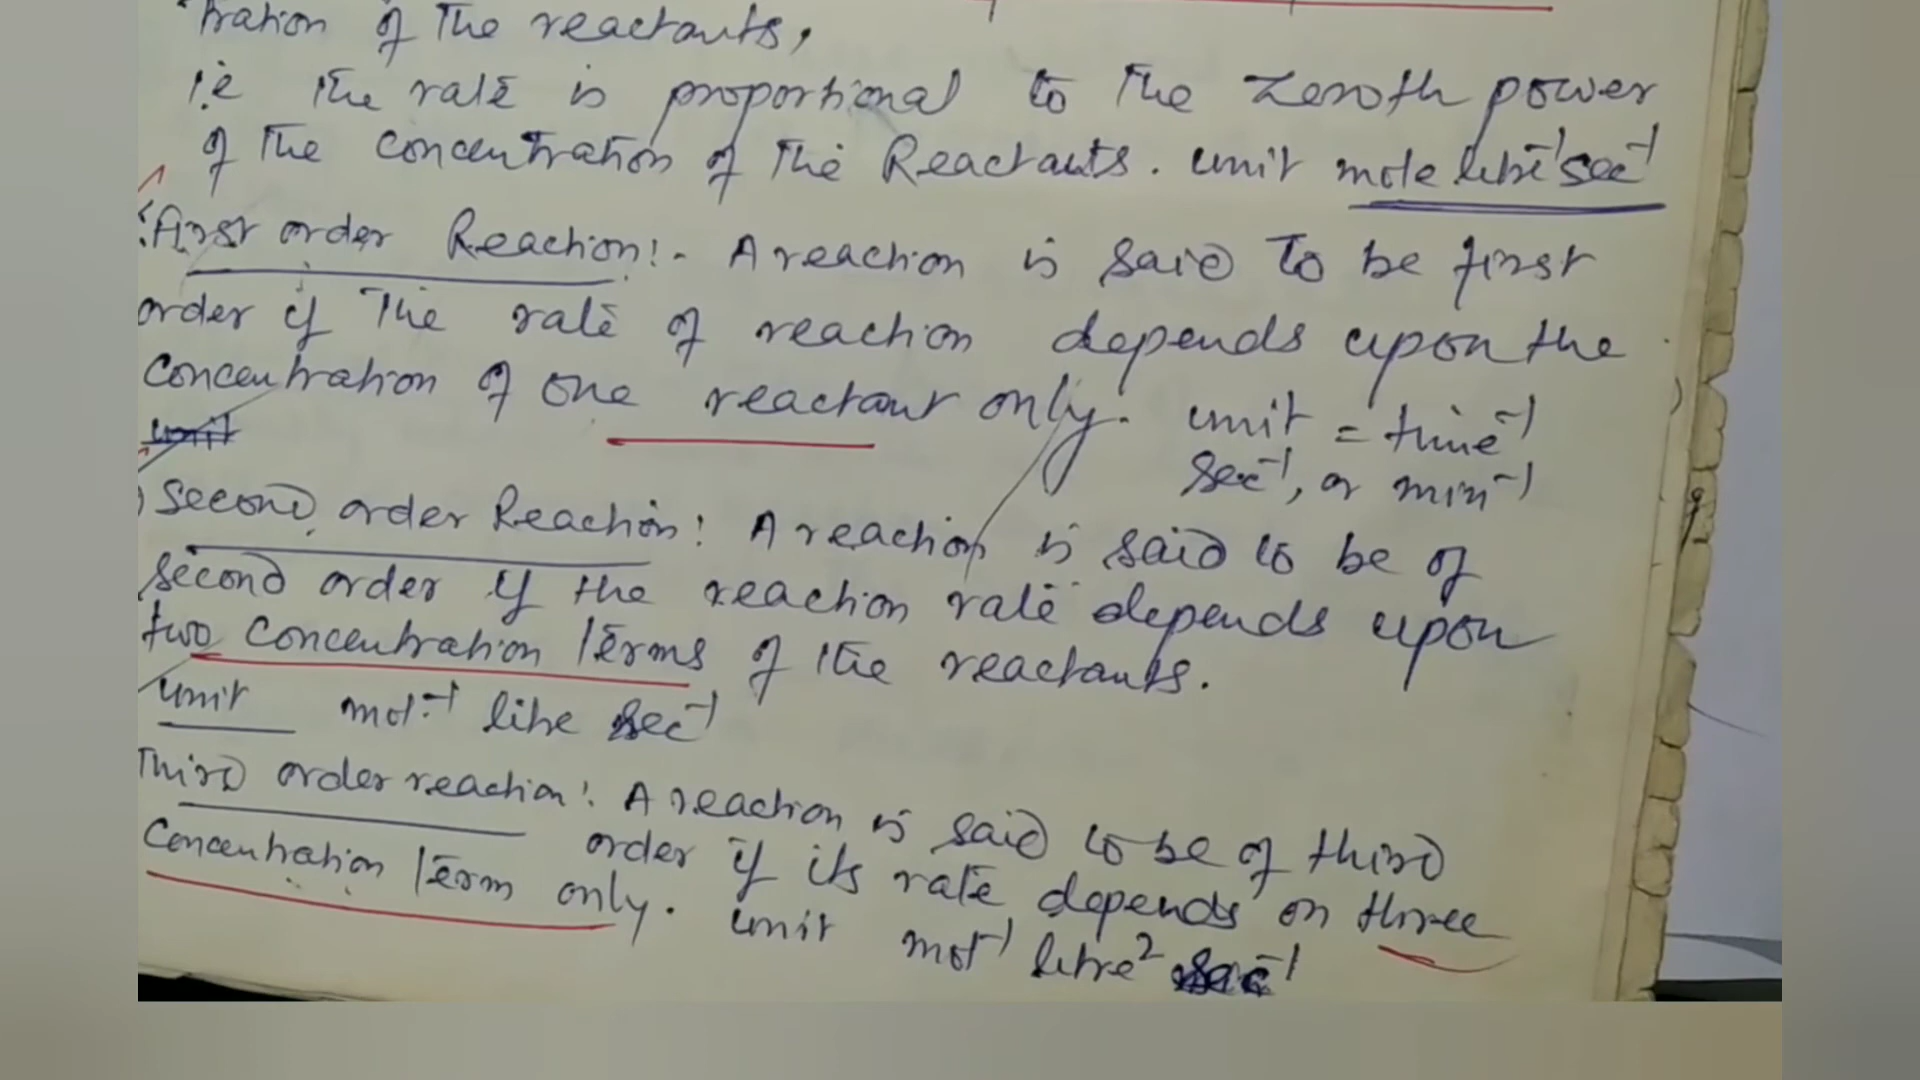 tration of the reactants,
i.e the rate is proportional to the Zeroth power
of the concentration of the Reactants. unit mole litre⁻¹ sec⁻¹
First order Reaction:- A reaction is said to be first
order if the rate of reaction depends upon the
concentration of one reactant only. unit = time⁻¹
unit
sec⁻¹, or min⁻¹
Second order Reaction: A reaction is said to be of
second order if the reaction rate depends upon
two concentration terms of the reactants.
unit mol⁻¹ litre sec⁻¹
Third order reaction: A reaction is said to be of third
order if its rate depends on three
concentration term only. unit mol⁻¹ litre² sec⁻¹